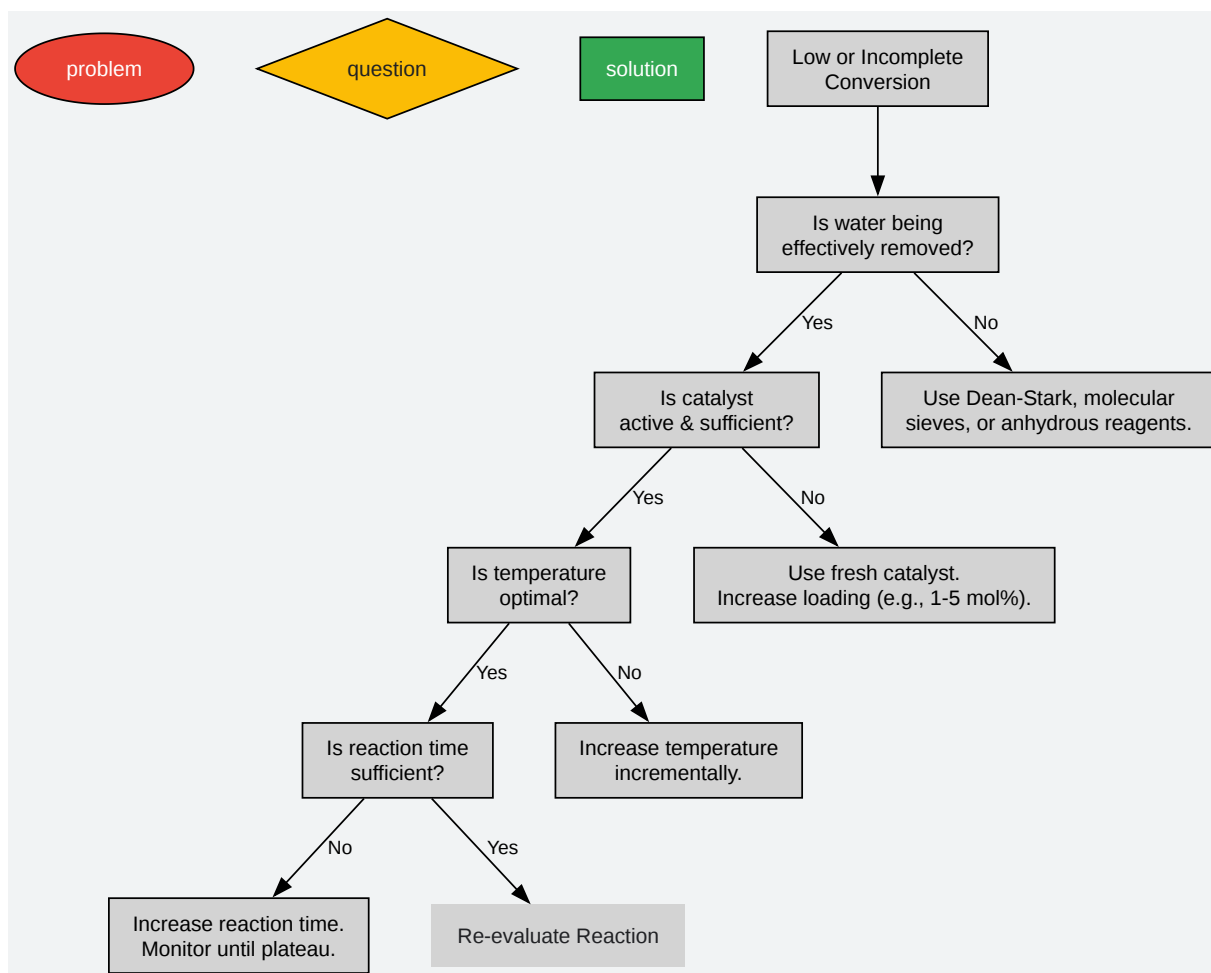 problem
question
solution
Low or Incomplete
Conversion
Is water being
effectively removed?
Yes
No
Is catalyst
active & sufficient?
Use Dean-Stark, molecular
sieves, or anhydrous reagents.
Yes
No
Is temperature
optimal?
Use fresh catalyst.
Increase loading (e.g., 1-5 mol%).
Yes
No
Is reaction time
sufficient?
Increase temperature
incrementally.
No
Yes
Increase reaction time.
Monitor until plateau.
Re-evaluate Reaction